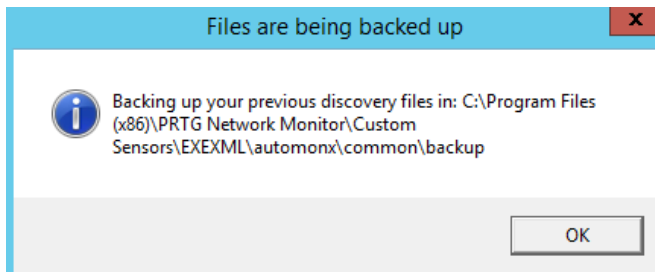 Files are being backed up
x
Backing up your previous discovery files in: C:\Program Files
(x86)\PRTG Network Monitor\Custom
Sensors\EXEXML\automonx\common\backup
OK